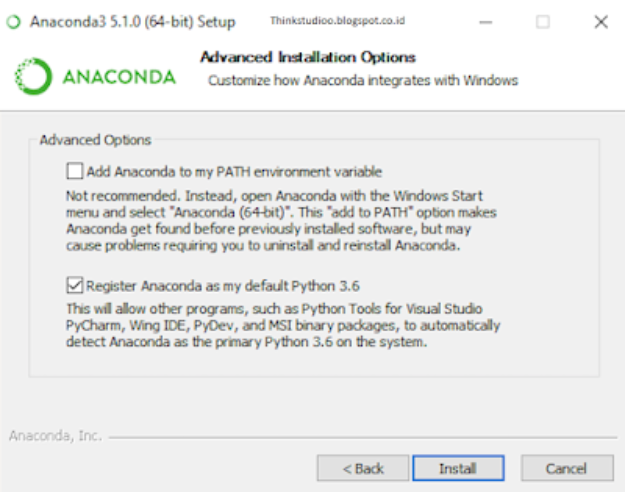 Anaconda3 5.1.0 (64-bit) Setup
Thinkstudioo.blogspot.co.id
ANACONDA
Advanced Installation Options
Customize how Anaconda integrates with Windows
Advanced Options
Add Anaconda to my PATH environment variable
Not recommended. Instead, open Anaconda with the Windows Start
menu and select "Anaconda (64-bit)". This "add to PATH" option makes
Anaconda get found before previously installed software, but may
cause problems requiring you to uninstall and reinstall Anaconda.
Register Anaconda as my default Python 3.6
This will allow other programs, such as Python Tools for Visual Studio
PyCharm, Wing IDE, PyDev, and MSI binary packages, to automatically
detect Anaconda as the primary Python 3.6 on the system.
Anaconda, Inc.
< Back
Install
Cancel